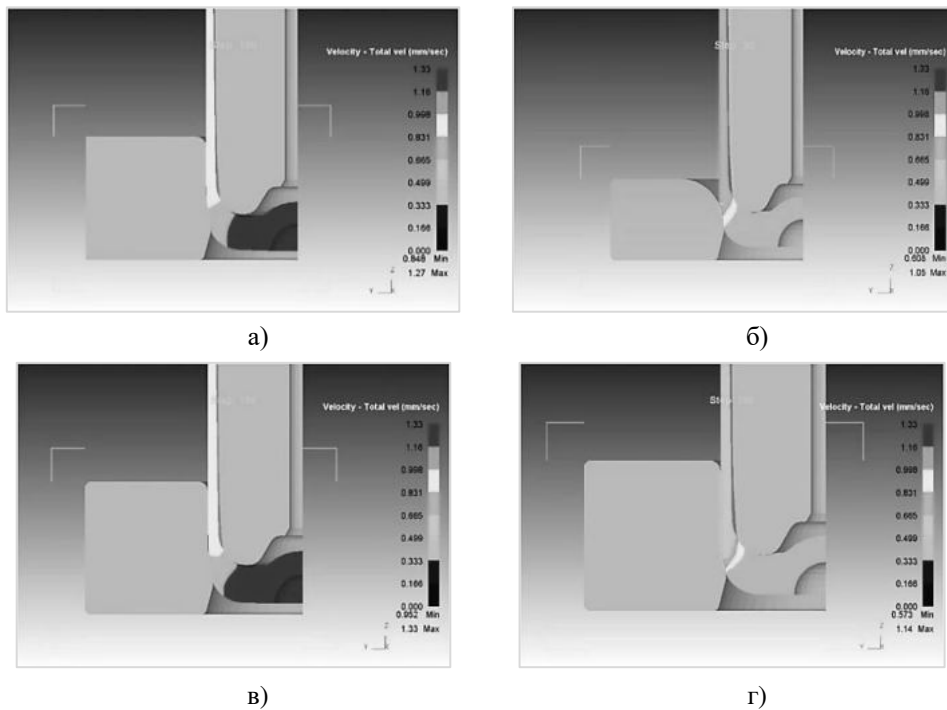 Velocity - Total vel (mm/sec)
1.33
1.16
0.998
0.831
0.665
0.499
0.333
0.166
0.000
0.848 Min
1.27 Max
Z
Y X
а)
Step
Velocity - Total vel (mm/sec)
1.33
1.16
0.998
0.831
0.665
0.499
0.333
0.166
0.000
0.608 Min
1.05 Max
Z
Y X
б)
Velocity - Total vel (mm/sec)
1.33
1.16
0.998
0.831
0.665
0.499
0.333
0.166
0.000
0.952 Min
1.33 Max
Z
Y X
в)
Velocity - Total vel (mm/sec)
1.33
1.16
0.998
0.831
0.665
0.499
0.333
0.166
0.000
0.573 Min
1.14 Max
Z
Y X
г)